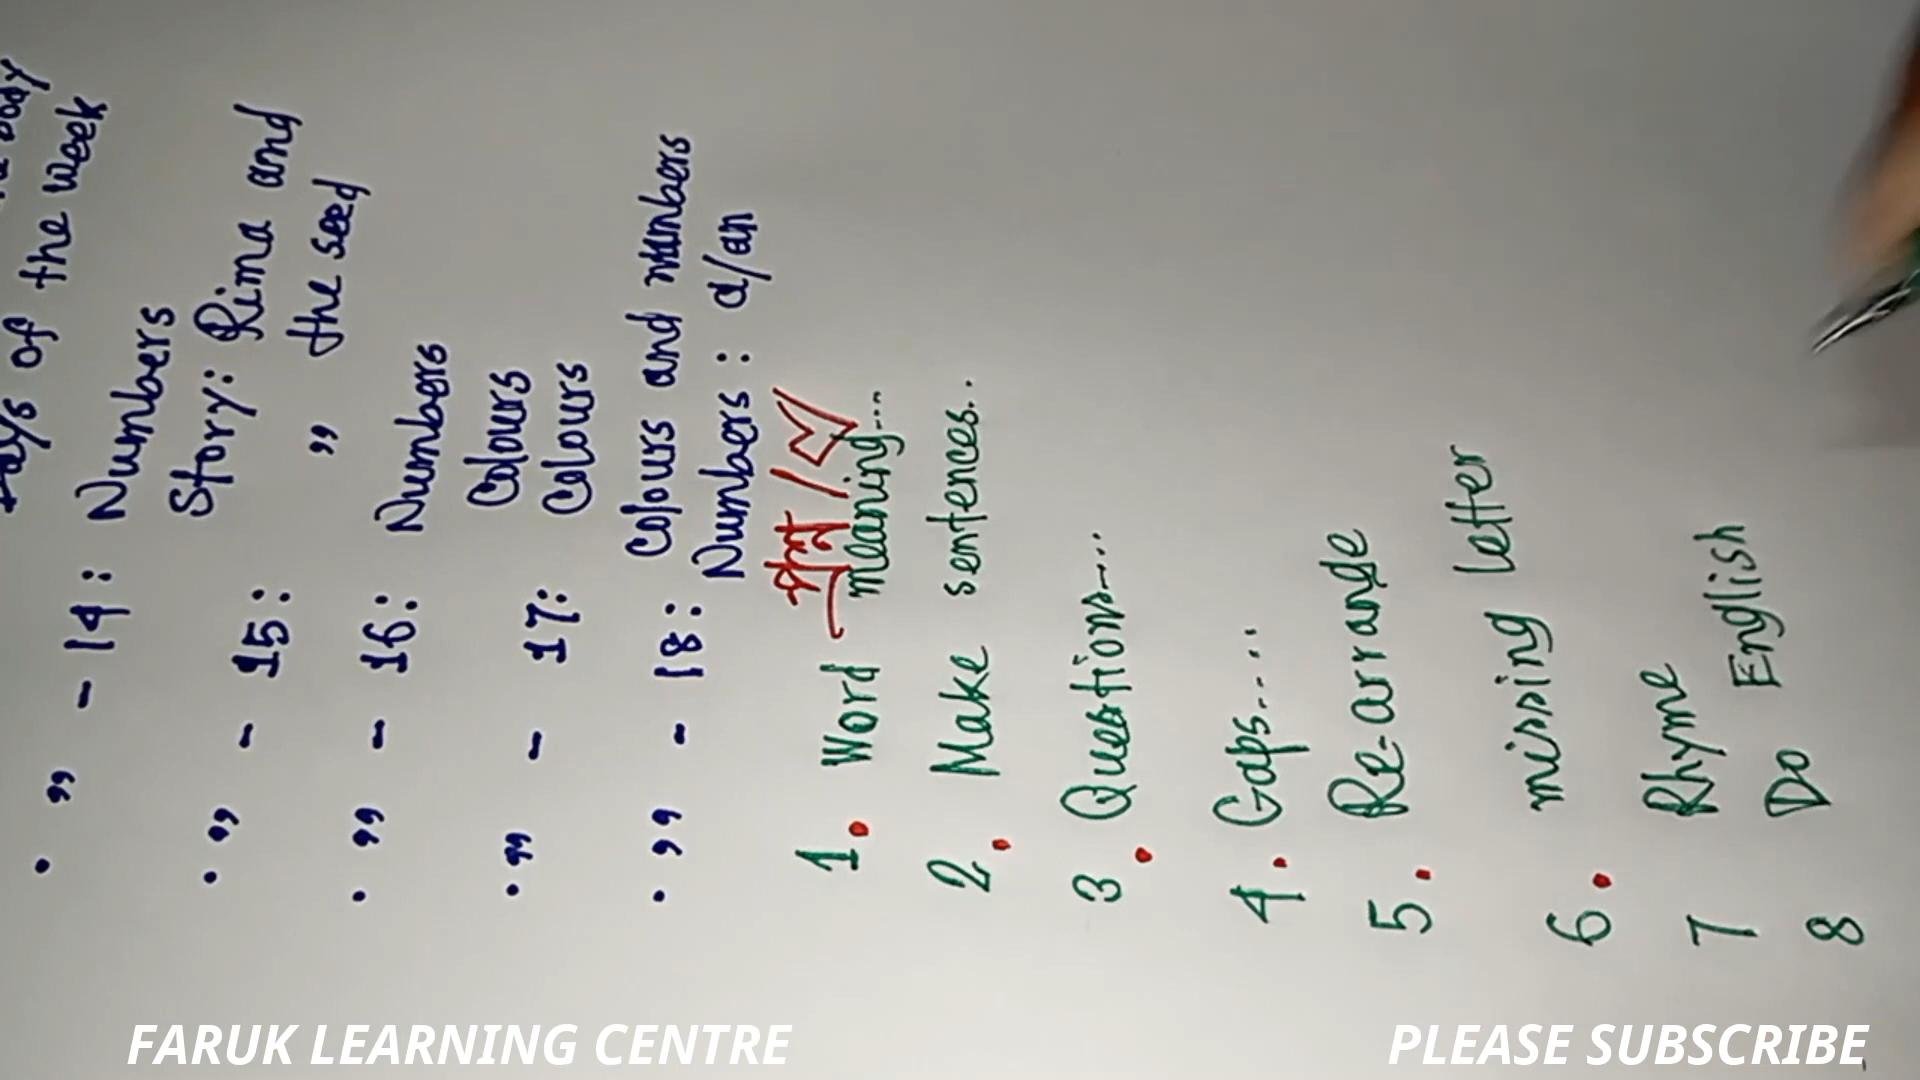 of the week
• " - 14: Numbers
• " - 15: Story: Rima and
" the seed
• " - 16: Numbers
• " - 17: Colours
Colours
• " - 18: Colours and numbers
Numbers: a/an
প্রশ্ন /
1. Word meaning...
2. Make sentences..
3. Questions....
4. Gaps.....
5. Re-arrange
6. missing letter
7 Rhyme
8 Do English
FARUK LEARNING CENTRE
PLEASE SUBSCRIBE